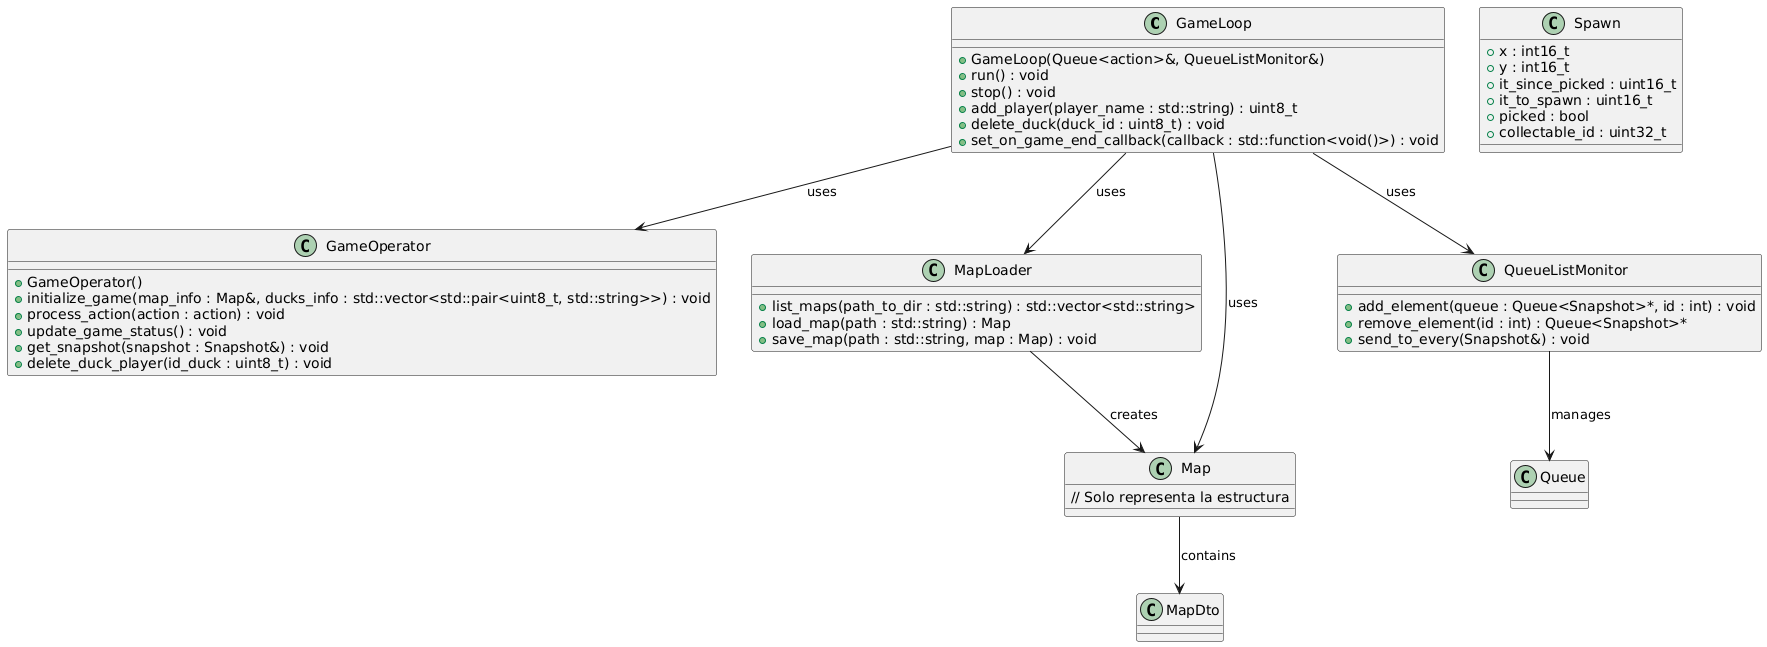 C GameLoop
GameLoop(Queue<action>&, QueueListMonitor&)
run() : void
stop() : void
add_player(player_name : std::string) : uint8_t
delete_duck(duck_id : uint8_t) : void
set_on_game_end_callback(callback : std::function<void()>) : void
C Spawn
x : int16_t
y : int16_t
it_since_picked : uint16_t
it_to_spawn : uint16_t
picked : bool
collectable_id : uint32_t
uses
uses
uses
uses
C GameOperator
GameOperator()
initialize_game(map_info : Map&, ducks_info : std::vector<std::pair<uint8_t, std::string>>) : void
process_action(action : action) : void
update_game_status() : void
get_snapshot(snapshot : Snapshot&) : void
delete_duck_player(id_duck : uint8_t) : void
C MapLoader
list_maps(path_to_dir : std::string) : std::vector<std::string>
load_map(path : std::string) : Map
save_map(path : std::string, map : Map) : void
C QueueListMonitor
add_element(queue : Queue<Snapshot>*, id : int) : void
remove_element(id : int) : Queue<Snapshot>*
send_to_every(Snapshot&) : void
creates
manages
C Map
// Solo representa la estructura
C Queue
contains
C MapDto